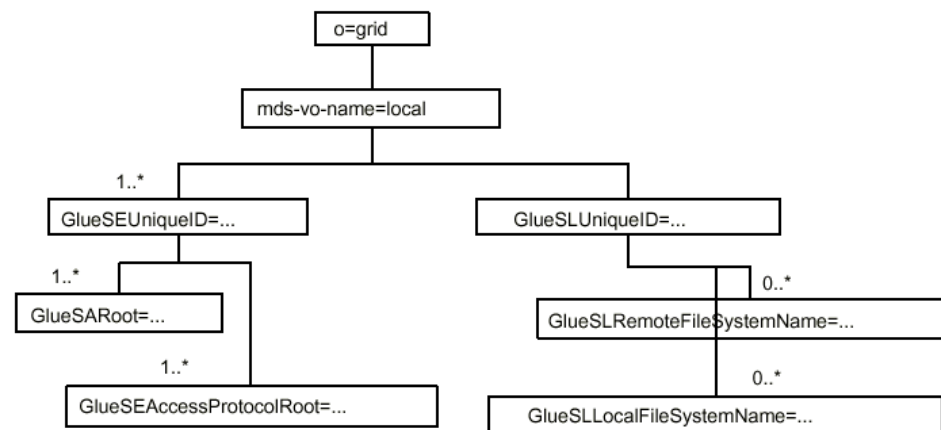 o=grid
mds-vo-name=local
1..*
GlueSEUniqueID=...
GlueSLUniqueID=...
1..*
0..*
GlueSARoot=...
GlueSLRemoteFileSystemName=...
1..*
0..*
GlueSEAccessProtocolRoot=...
GlueSLLocalFileSystemName=...